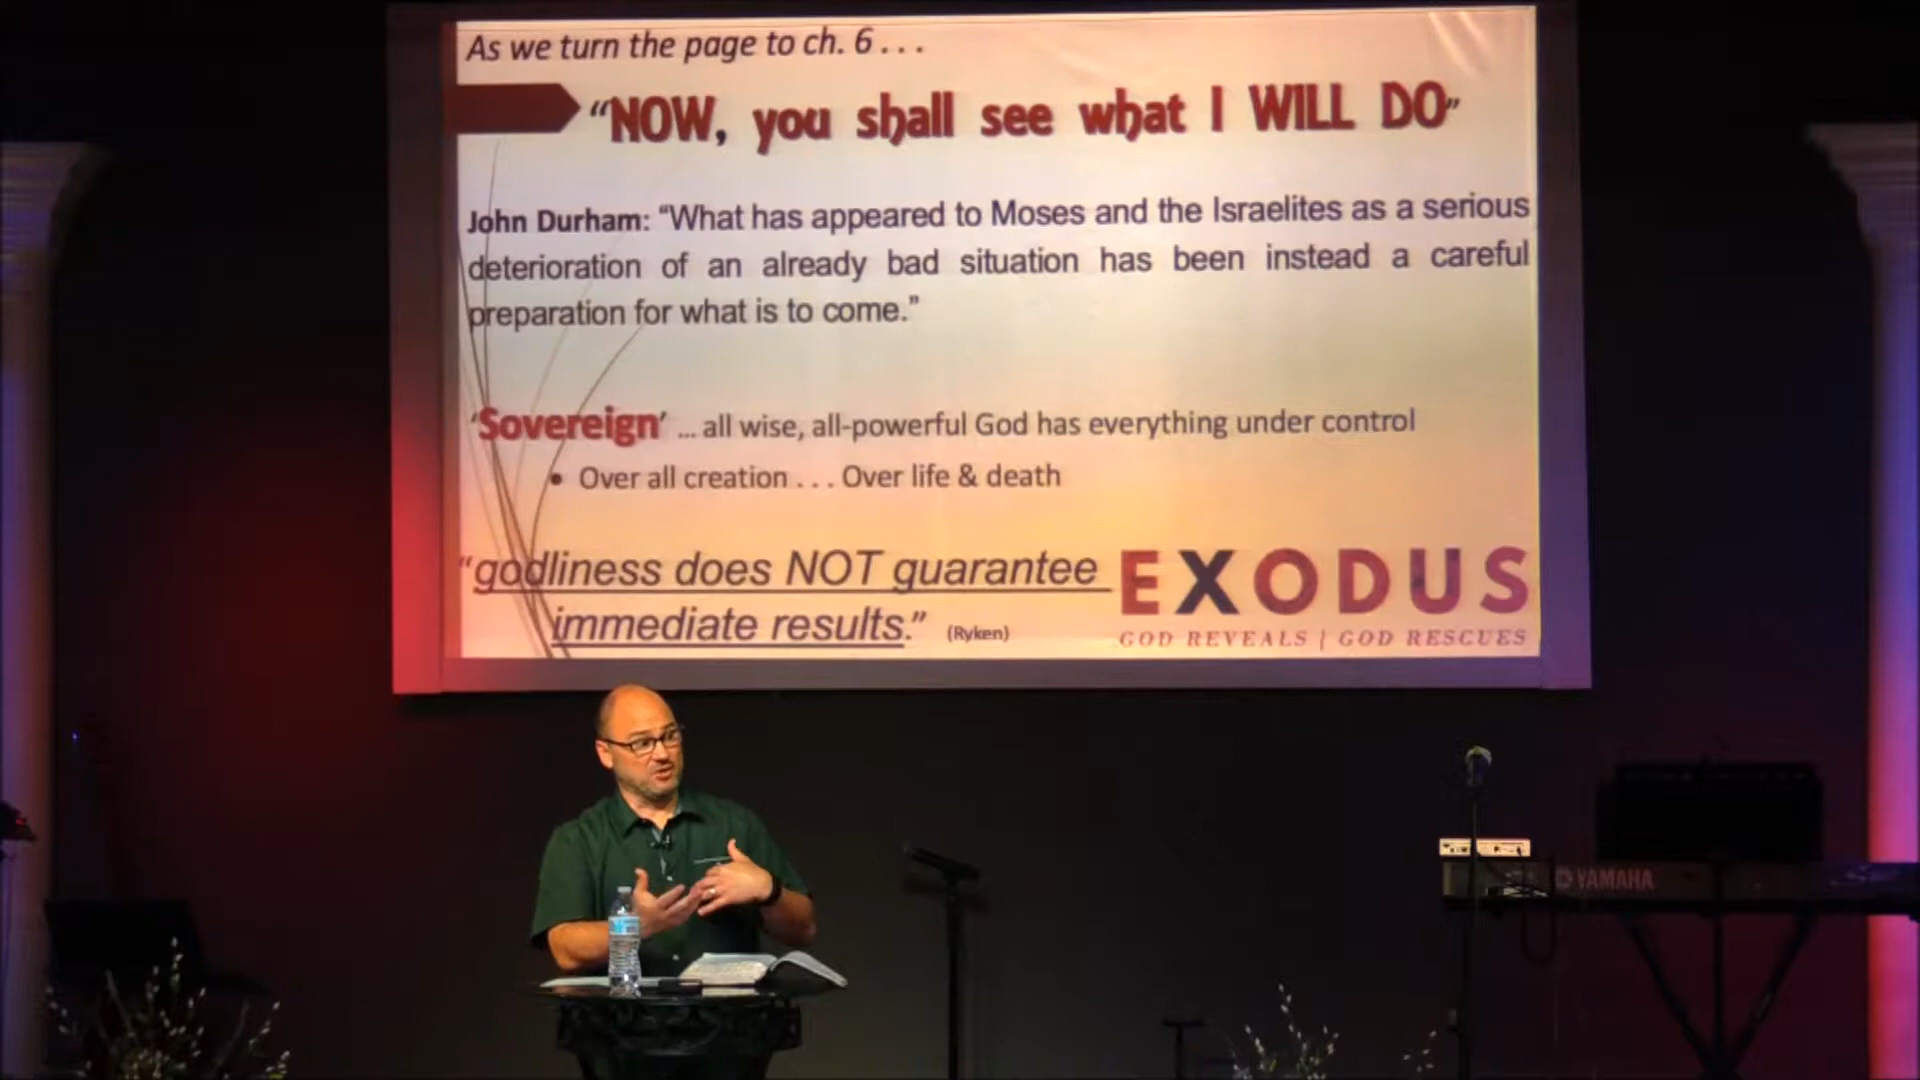 As we turn the page to ch. 6 . . .
“NOW, you shall see what I WILL DO”
John Durham: “What has appeared to Moses and the Israelites as a serious
deterioration of an already bad situation has been instead a careful
preparation for what is to come.”
‘Sovereign’ ... all wise, all-powerful God has everything under control
• Over all creation . . . Over life & death
“godliness does NOT guarantee
immediate results.” (Ryken)
EXODUS
GOD REVEALS | GOD RESCUES
YAMAHA